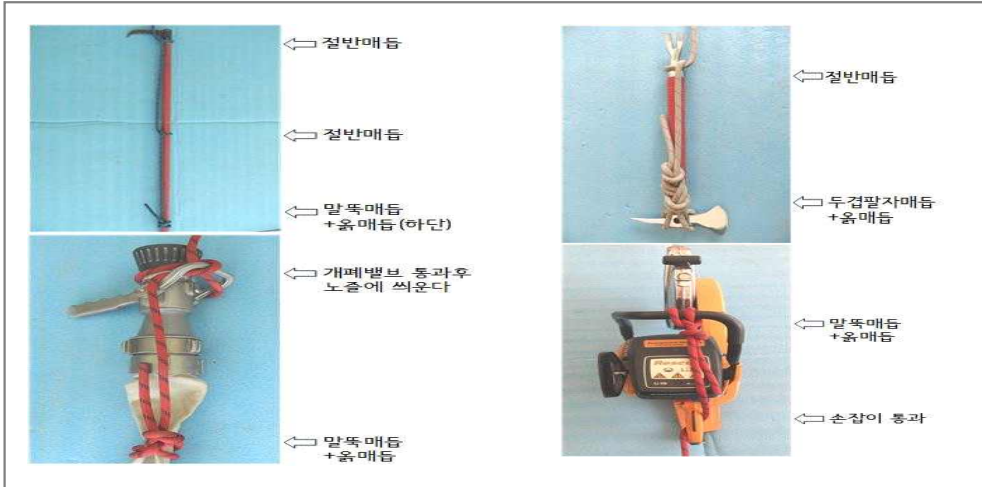 절반매듭
절반매듭
말뚝매듭
+옭매듭(하단)
개폐밸브 통과후
노즐에 씌운다
말뚝매듭
+옭매듭
절반매듭
두겹팔자매듭
+옭매듭
말뚝매듭
+옭매듭
손잡이 통과